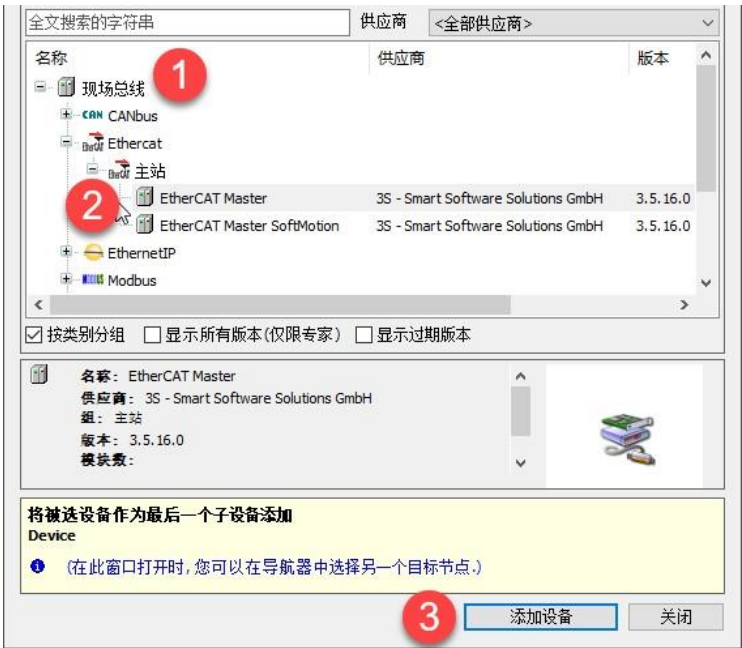 全文搜索的字符串 供应商 <全部供应商>
名称 供应商 版本
现场总线 1
CAN CANbus
Ethercat
主站
2 EtherCAT Master 3S - Smart Software Solutions GmbH 3.5.16.0
EtherCAT Master SoftMotion 3S - Smart Software Solutions GmbH 3.5.16.0
EthernetIP
Modbus
按类别分组 显示所有版本(仅限专家) 显示过期版本
名称: EtherCAT Master
供应商: 3S - Smart Software Solutions GmbH
组: 主站
版本: 3.5.16.0
模块数:
将被选设备作为最后一个子设备添加
Device
(在此窗口打开时,您可以在导航器中选择另一个目标节点.)
3 添加设备 关闭